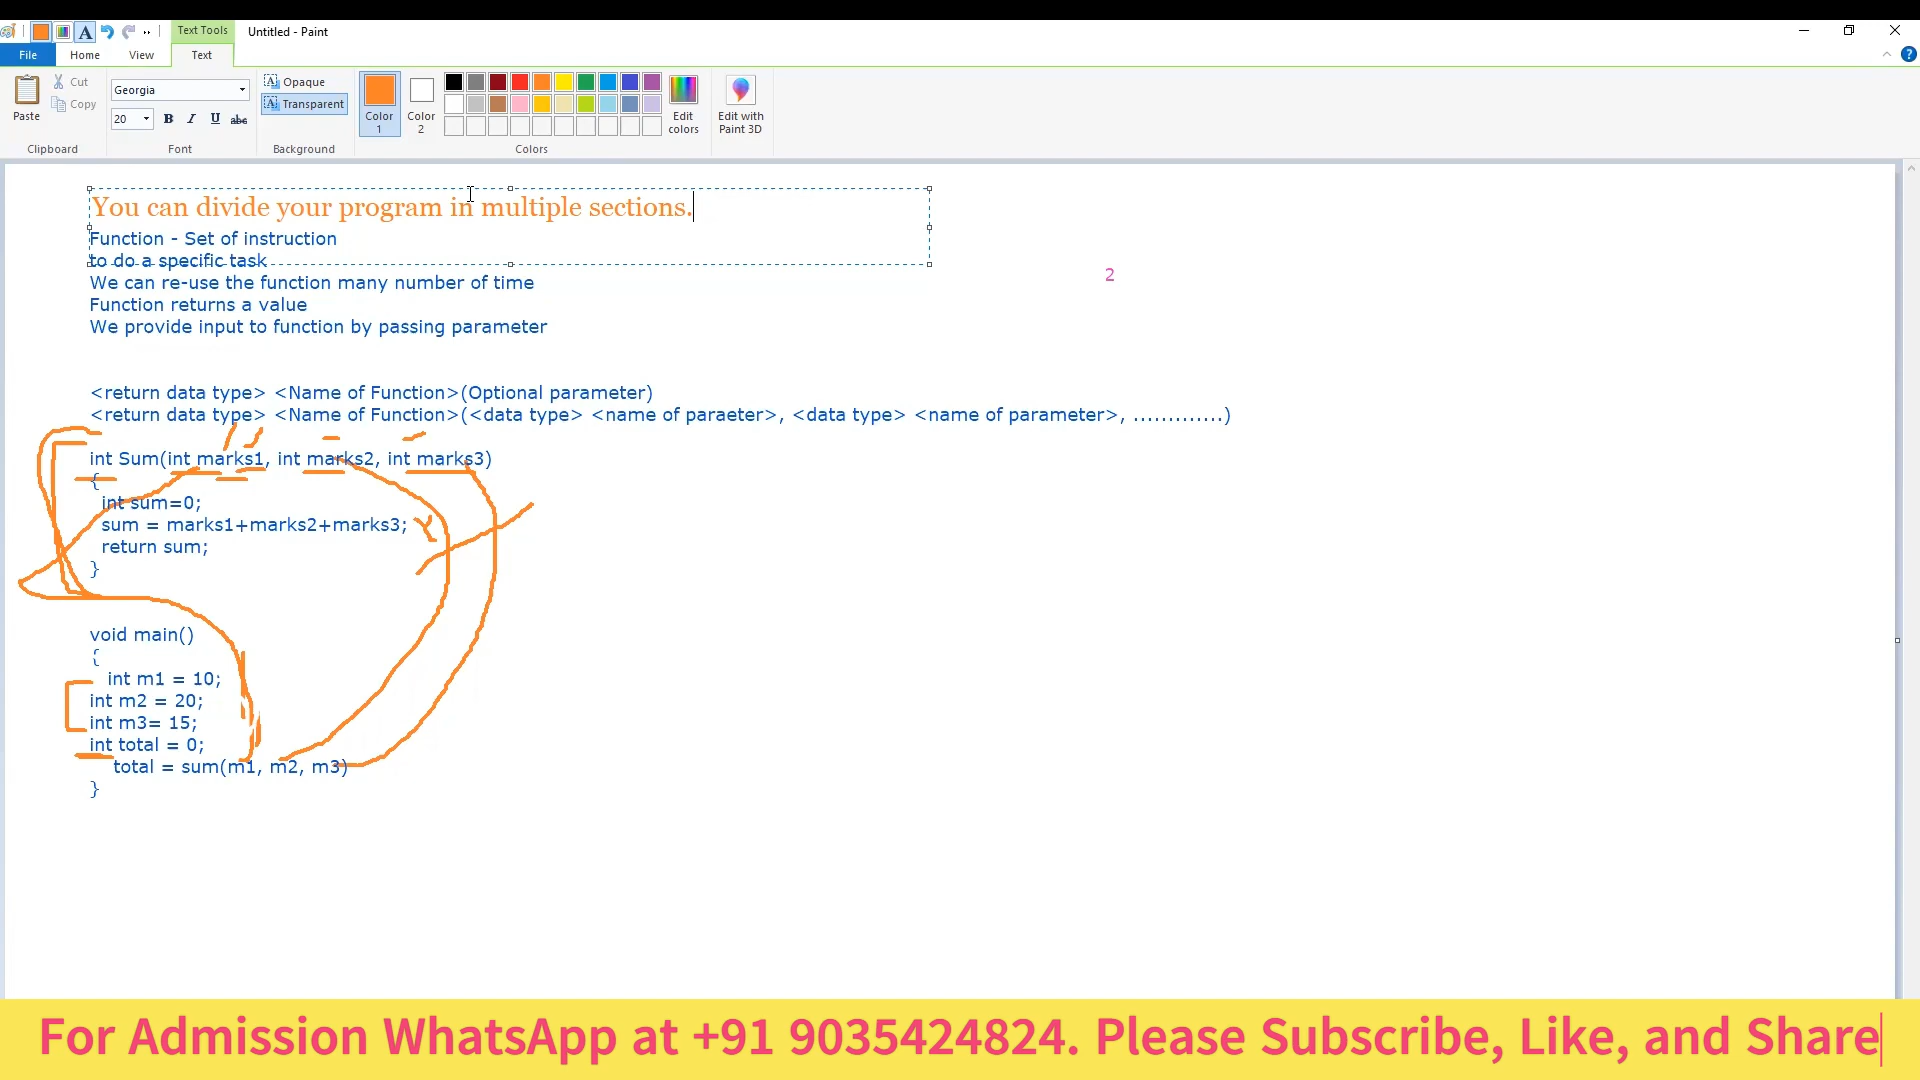 Text Tools
Untitled - Paint
File
Home
View
Text
Paste
Cut
Copy
Clipboard
Georgia
20
B
I
U
abc
Font
Opaque
Transparent
Background
Color
1
Color
2
Edit
colors
Colors
Edit with
Paint 3D
You can divide your program in multiple sections.
Function - Set of instruction
to do a specific task
We can re-use the function many number of time
Function returns a value
We provide input to function by passing parameter
2
<return data type> <Name of Function>(Optional parameter)
<return data type> <Name of Function>(<data type> <name of paraeter>, <data type> <name of parameter>, .............)
int Sum(int marks1, int marks2, int marks3)
{
int sum=0;
sum = marks1+marks2+marks3;
return sum;
}
void main()
{
int m1 = 10;
int m2 = 20;
int m3= 15;
int total = 0;
total = sum(m1, m2, m3)
}
For Admission WhatsApp at +91 9035424824. Please Subscribe, Like, and Share